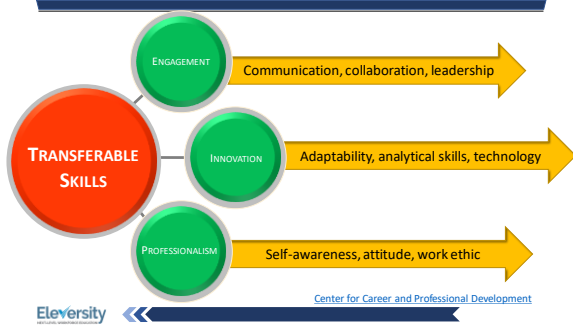 ENGAGEMENT
Communication, collaboration, leadership
TRANSFERABLE
SKILLS
INNOVATION
Adaptability, analytical skills, technology
PROFESSIONALISM
Self-awareness, attitude, work ethic
Center for Career and Professional Development
Eleversity